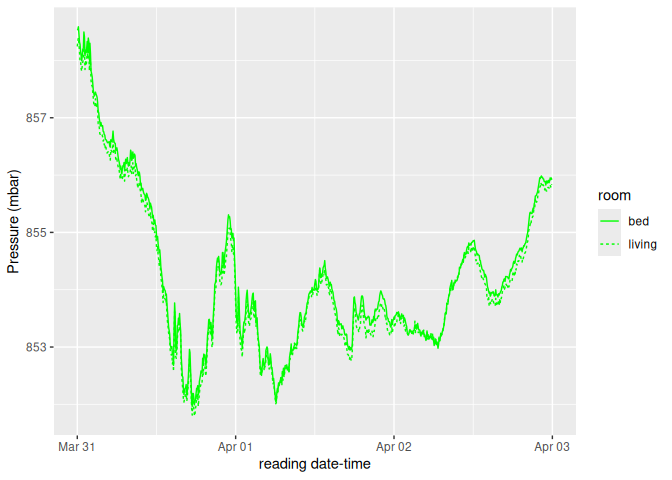 857
855
853
Pressure (mbar)
Mar 31
Apr 01
Apr 02
Apr 03
reading date-time
room
bed
living